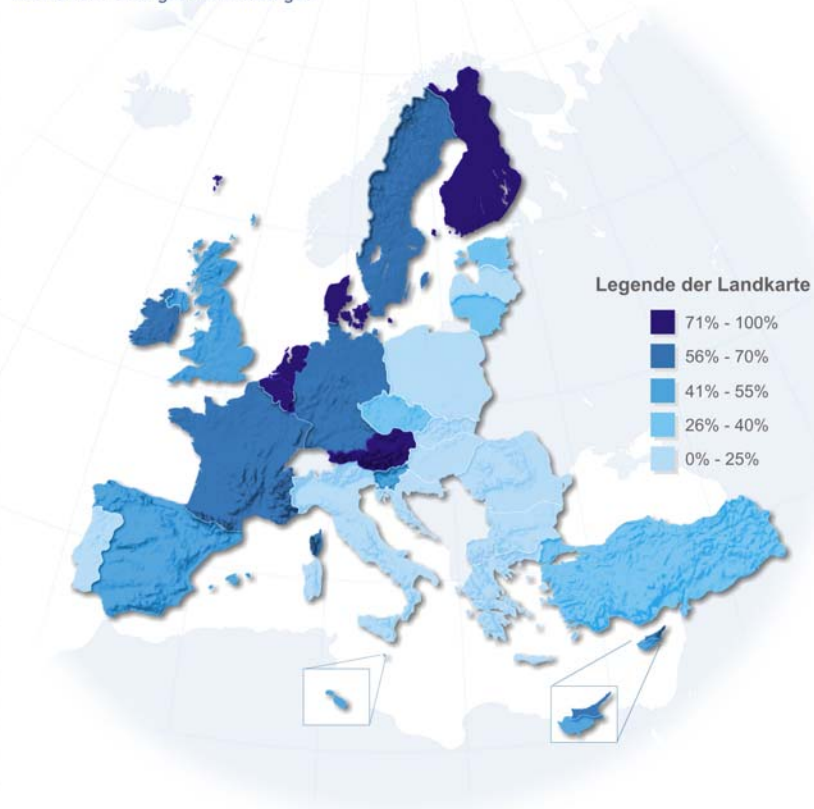 Legende der Landkarte
71% - 100%
56% - 70%
41% - 55%
26% - 40%
0% - 25%